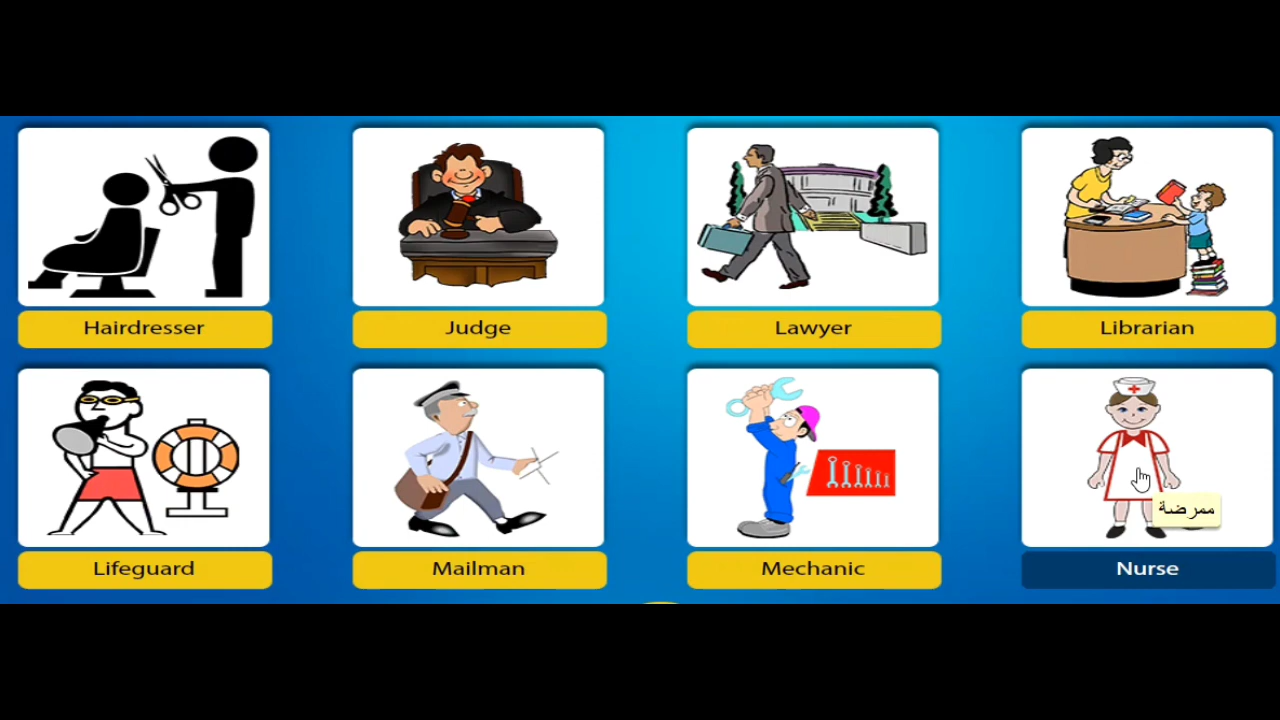 Hairdresser
Judge
Lawyer
Librarian
Lifeguard
Mailman
Mechanic
ممرضة
Nurse